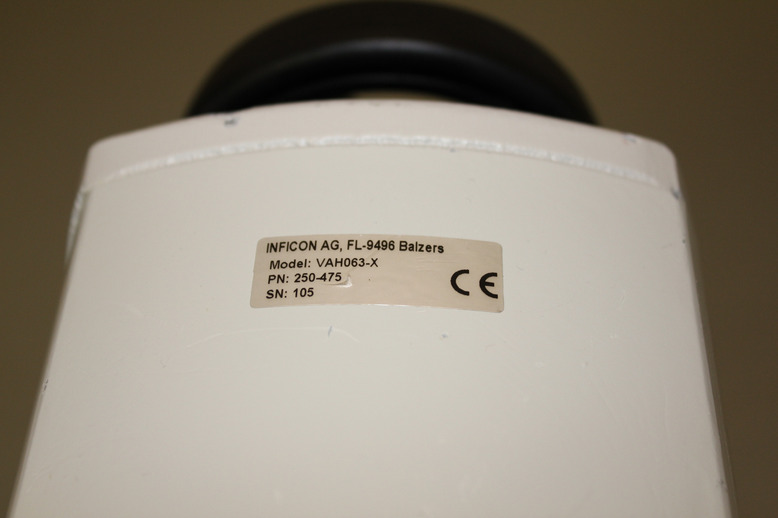 INFICON AG, FL-9496 Balzers
Model: VAH063-X
PN: 250-475
SN: 105
CE